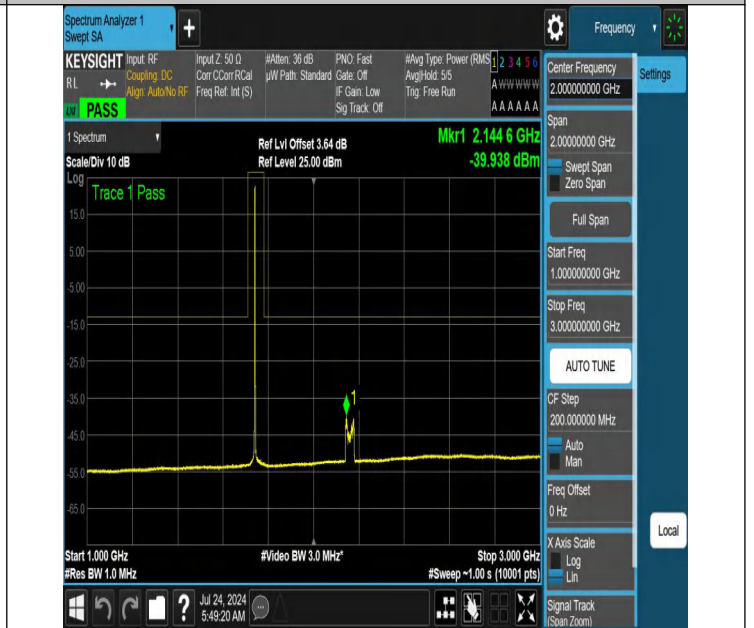 Spectrum Analyzer 1
Swept SA
Frequency
KEYSIGHT
RL
PASS
Input: RF
Coupling: DC
Align: Auto/No RF
Input Z: 50 Ω
Corr CCorr RCal
Freq Ref: Int (S)
#Atten: 36 dB
µW Path: Standard
PNO: Fast
Gate: Off
IF Gain: Low
Sig Track: Off
#Avg Type: Power (RMS
Avg|Hold: 5/5
Trig: Free Run
1 2 3 4 5 6
A W W W W W
A A A A A A
1 Spectrum
Scale/Div 10 dB
Log
Ref Lvl Offset 3.64 dB
Ref Level 25.00 dBm
Mkr1 2.144 6 GHz
-39.938 dBm
Trace 1 Pass
15.0
5.00
-5.00
-15.0
-25.0
-35.0
-45.0
-55.0
-65.0
1
Start 1.000 GHz
#Res BW 1.0 MHz
#Video BW 3.0 MHz*
Stop 3.000 GHz
#Sweep ~1.00 s (10001 pts)
?
Jul 24, 2024
5:49:20 AM
Center Frequency
2.000000000 GHz
Settings
Span
2.00000000 GHz
Swept Span
Zero Span
Full Span
Start Freq
1.000000000 GHz
Stop Freq
3.000000000 GHz
AUTO TUNE
CF Step
200.000000 MHz
Auto
Man
Freq Offset
0 Hz
X Axis Scale
Log
Lin
Local
Signal Track
(Span Zoom)